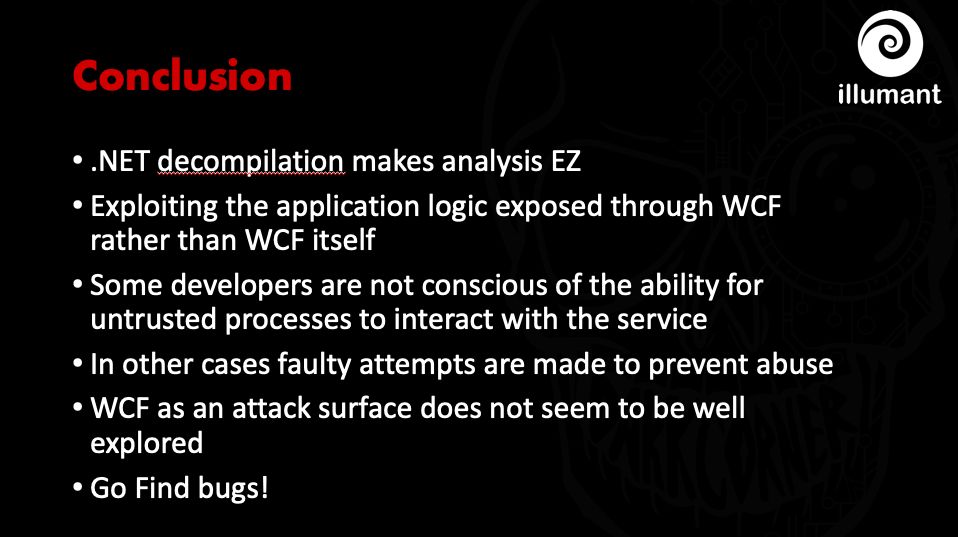 illumant
Conclusion
• .NET decompilation makes analysis EZ
• Exploiting the application logic exposed through WCF
rather than WCF itself
• Some developers are not conscious of the ability for
untrusted processes to interact with the service
• In other cases faulty attempts are made to prevent abuse
• WCF as an attack surface does not seem to be well
explored
• Go Find bugs!